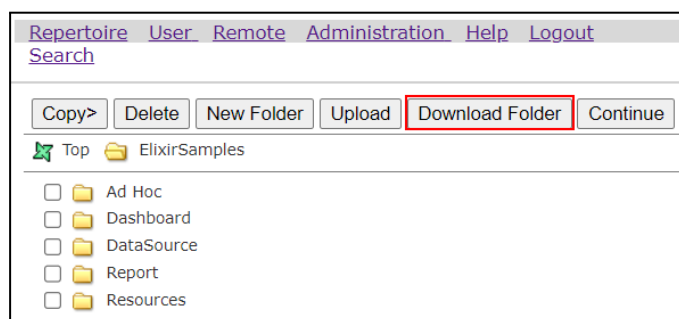 Repertoire User Remote Administration Help Logout
Search
Copy> Delete New Folder Upload Download Folder Continue
Top ElixirSamples
Ad Hoc
Dashboard
DataSource
Report
Resources